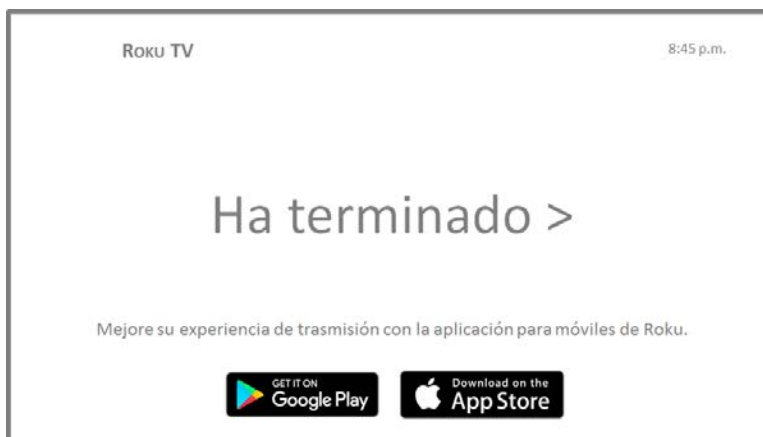 Roku TV
8:45 p.m.
Ha terminado >
Mejore su experiencia de trasmisión con la aplicación para móviles de Roku.
GET IT ON
Google Play
Download on the
App Store